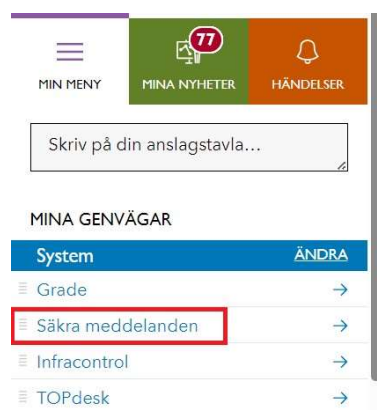 77
MIN MENY MINA NYHETER HÄNDELSER
Skriv på din anslagstavla...
MINA GENVÄGAR
System ÄNDRA
Grade
Säkra meddelanden
Infracontrol
TOPdesk